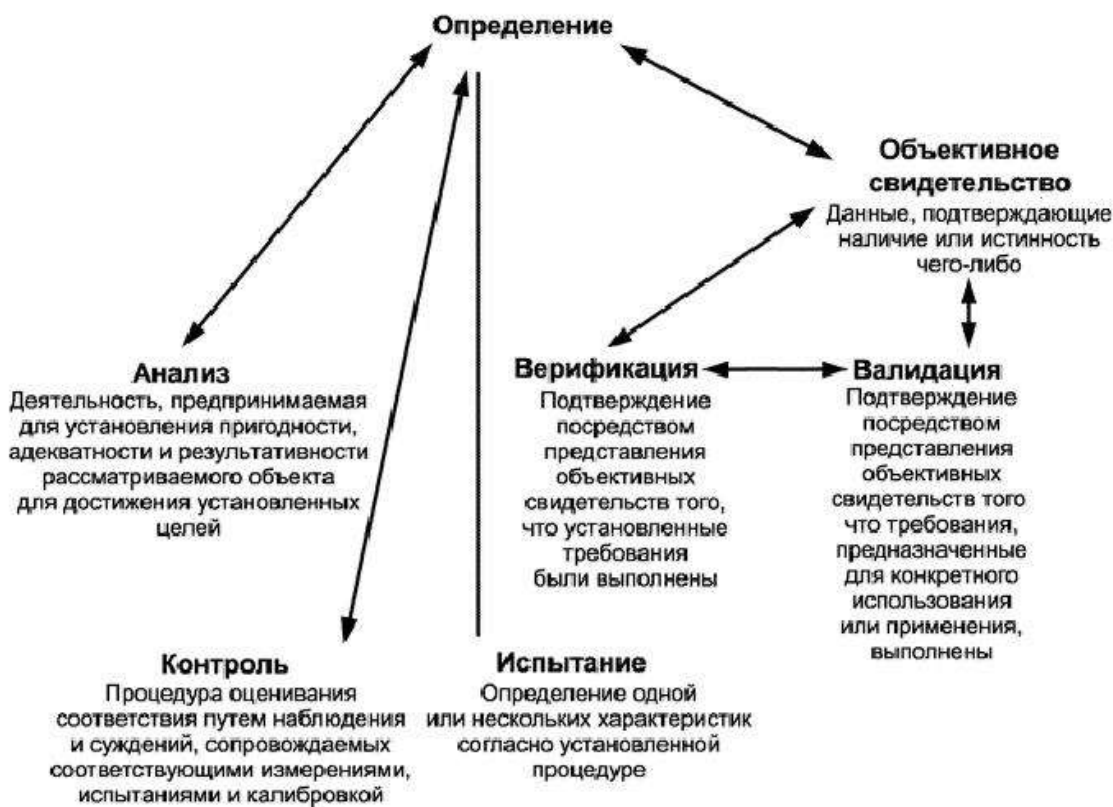 Определение
Объективное
свидетельство
Данные, подтверждающие
наличие или истинность
чего-либо
Анализ
Деятельность, предпринимаемая
для установления пригодности,
адекватности и результативности
рассматриваемого объекта
для достижения установленных
целей
Верификация
Подтверждение
посредством
представления
объективных
свидетельств того,
что установленные
требования
были выполнены
Валидация
Подтверждение
посредством
представления
объективных
свидетельств того
что требования,
предназначенные
для конкретного
использования
или применения,
выполнены
Контроль
Процедура оценивания
соответствия путем наблюдения
и суждений, сопровождаемых
соответствующими измерениями,
испытаниями и калибровкой
Испытание
Определение одной
или нескольких характеристик
согласно установленной
процедуре